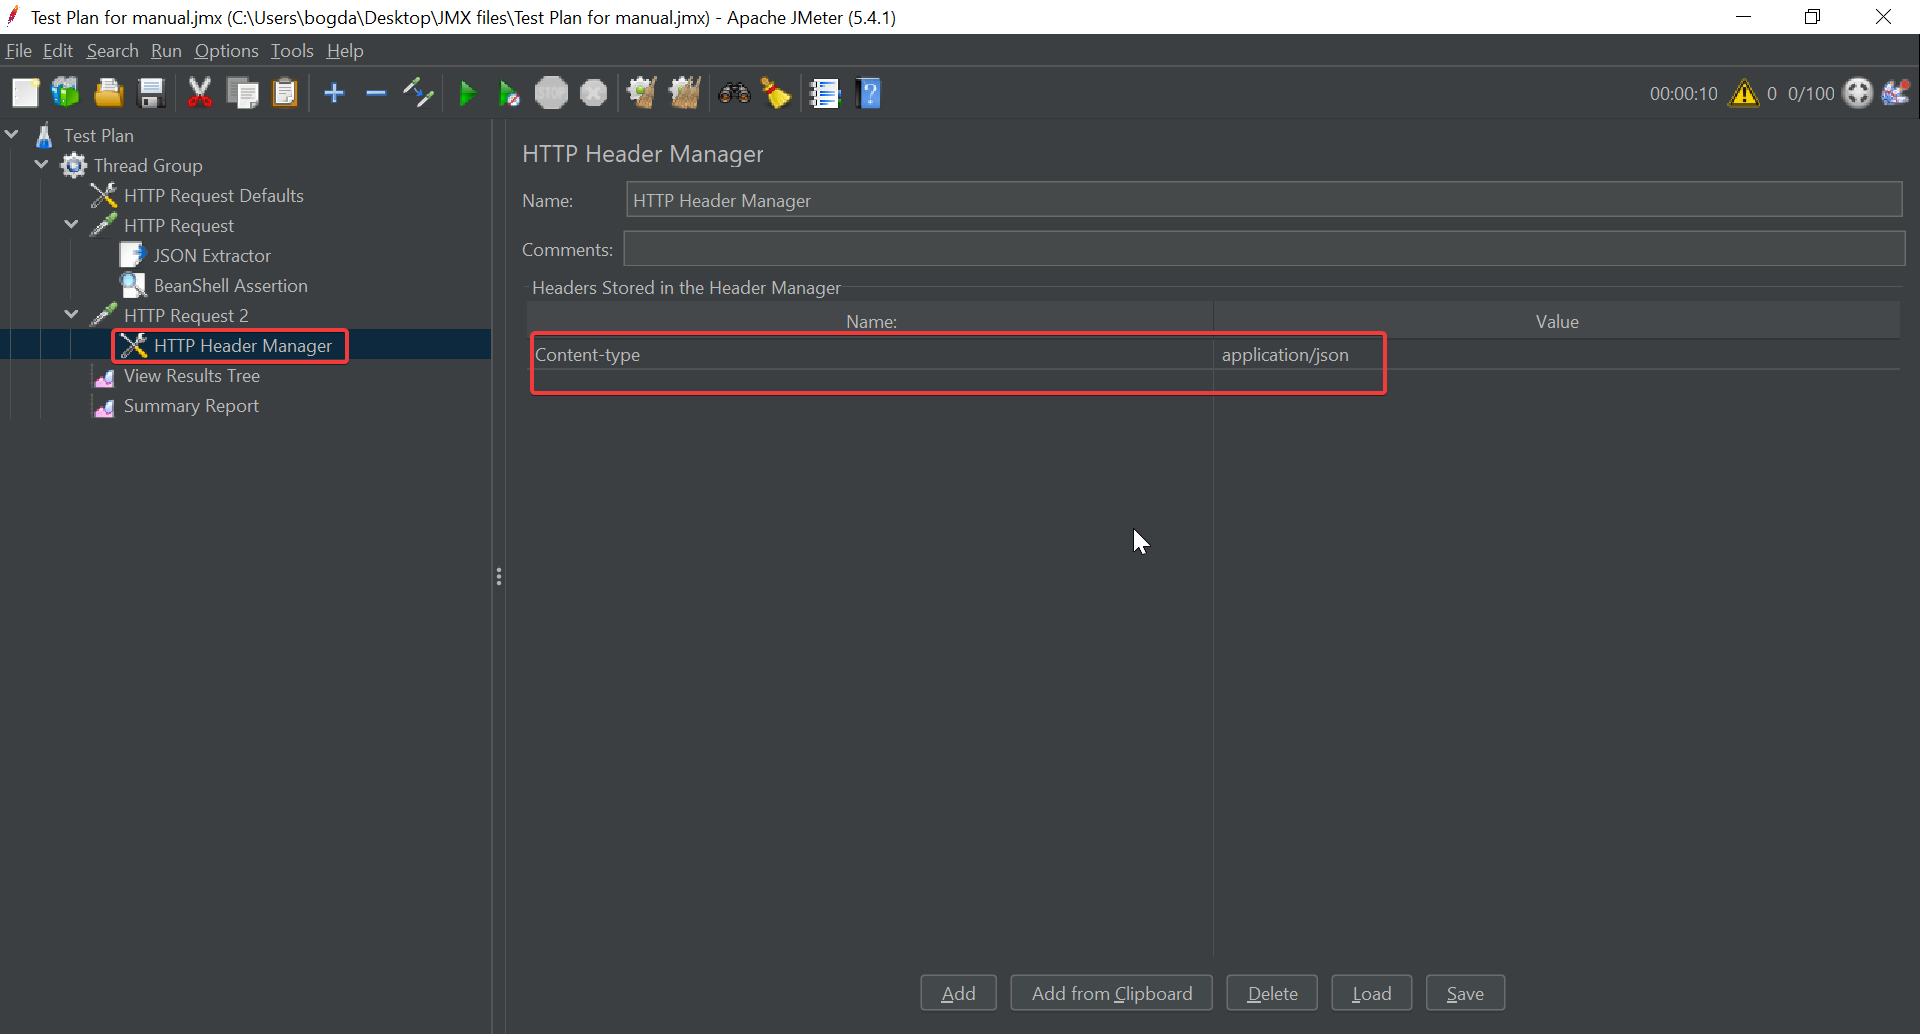 Test Plan for manual.jmx (C:\Users\bogda\Desktop\JMX files\Test Plan for manual.jmx) - Apache JMeter (5.4.1)
File Edit Search Run Options Tools Help
STOP ? 00:00:10 0 0/100
Test Plan
Thread Group
HTTP Request Defaults
HTTP Request
JSON Extractor
BeanShell Assertion
HTTP Request 2
HTTP Header Manager
View Results Tree
Summary Report
HTTP Header Manager
Name: HTTP Header Manager
Comments:
Headers Stored in the Header Manager
Name: Value
Content-type application/json
Add Add from Clipboard Delete Load Save